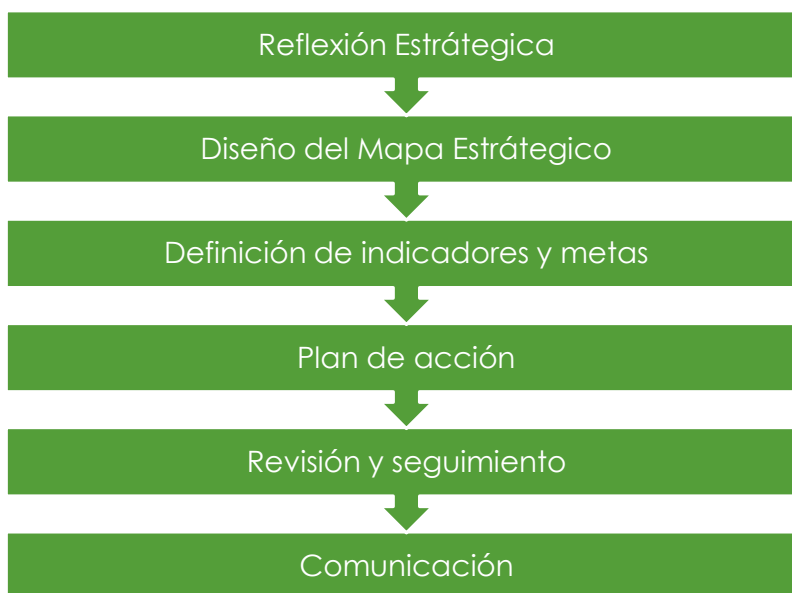 Reflexión Estrátegica
Diseño del Mapa Estrátegico
Definición de indicadores y metas
Plan de acción
Revisión y seguimiento
Comunicación